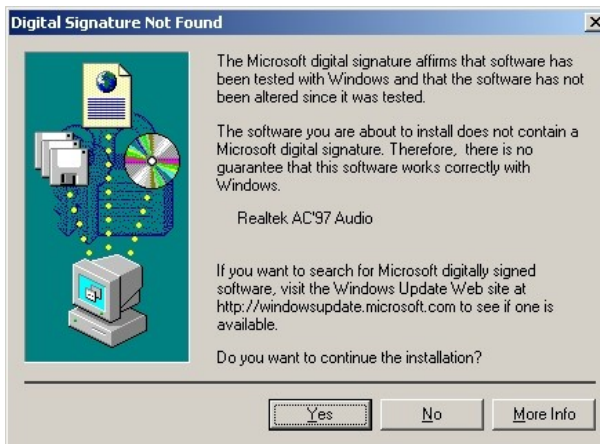 Digital Signature Not Found
The Microsoft digital signature affirms that software has
been tested with Windows and that the software has not
been altered since it was tested.
The software you are about to install does not contain a
Microsoft digital signature. Therefore, there is no
guarantee that this software works correctly with
Windows.
Realtek AC'97 Audio
If you want to search for Microsoft digitally signed
software, visit the Windows Update Web site at
http://windowsupdate.microsoft.com to see if one is
available.
Do you want to continue the installation?
Yes No More Info